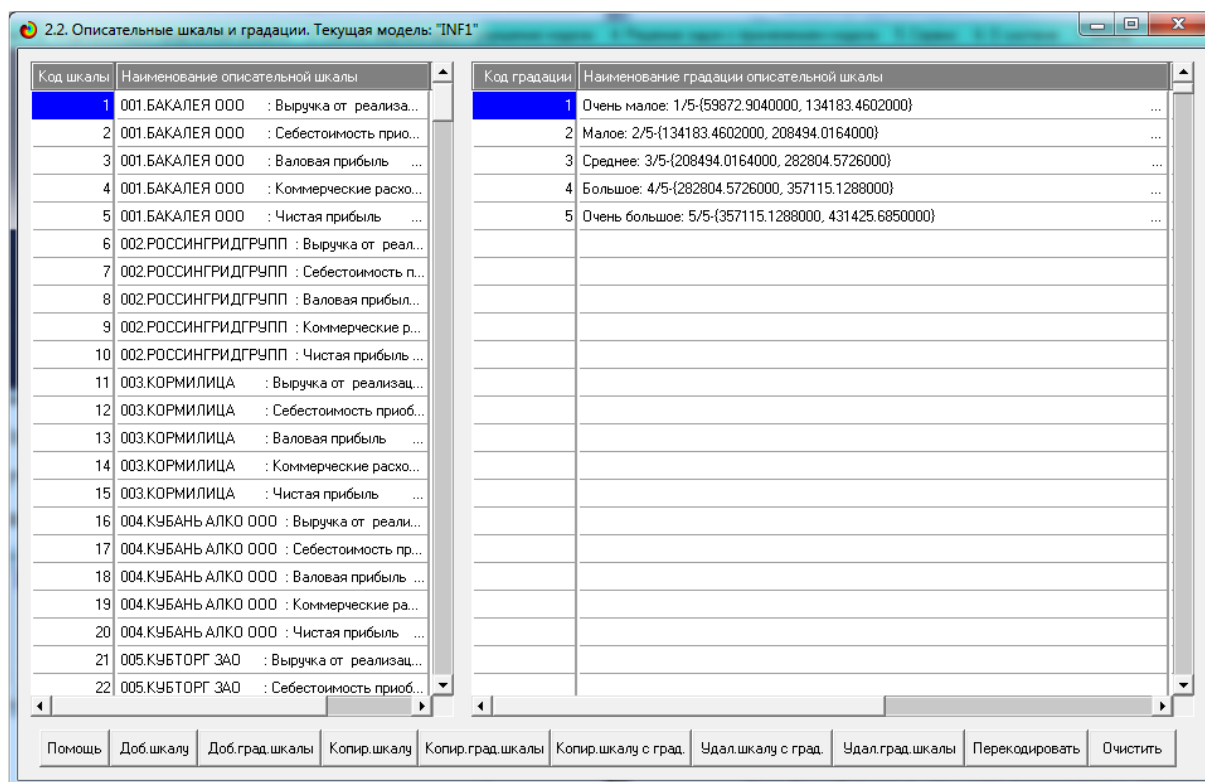 2.2. Описательные шкалы и градации. Текущая модель: "INF1"
Код шкалы Наименование описательной шкалы
1 001.БАКАЛЕЯ ООО : Выручка от реализа...
2 001.БАКАЛЕЯ ООО : Себестоимость прио...
3 001.БАКАЛЕЯ ООО : Валовая прибыль ...
4 001.БАКАЛЕЯ ООО : Коммерческие расхо...
5 001.БАКАЛЕЯ ООО : Чистая прибыль ...
6 002.РОССИНГРИДГРУПП : Выручка от реал...
7 002.РОССИНГРИДГРУПП : Себестоимость п...
8 002.РОССИНГРИДГРУПП : Валовая прибыл...
9 002.РОССИНГРИДГРУПП : Коммерческие р...
10 002.РОССИНГРИДГРУПП : Чистая прибыль ...
11 003.КОРМИЛИЦА : Выручка от реализац...
12 003.КОРМИЛИЦА : Себестоимость приоб...
13 003.КОРМИЛИЦА : Валовая прибыль ...
14 003.КОРМИЛИЦА : Коммерческие расхо...
15 003.КОРМИЛИЦА : Чистая прибыль ...
16 004.КУБАНЬ АЛКО ООО : Выручка от реали...
17 004.КУБАНЬ АЛКО ООО : Себестоимость пр...
18 004.КУБАНЬ АЛКО ООО : Валовая прибыль ...
19 004.КУБАНЬ АЛКО ООО : Коммерческие ра...
20 004.КУБАНЬ АЛКО ООО : Чистая прибыль ...
21 005.КУБТОРГ ЗАО : Выручка от реализац...
22 005.КУБТОРГ ЗАО : Себестоимость приоб...
Код градации Наименование градации описательной шкалы
1 Очень малое: 1/5-{59872.9040000, 134183.4602000} ...
2 Малое: 2/5-{134183.4602000, 208494.0164000} ...
3 Среднее: 3/5-{208494.0164000, 282804.5726000} ...
4 Большое: 4/5-{282804.5726000, 357115.1288000} ...
5 Очень большое: 5/5-{357115.1288000, 431425.6850000} ...
Помощь Доб.шкалу Доб.град.шкалы Копир.шкалу Копир.град.шкалы Копир.шкалу с град. Удал.шкалу с град. Удал.град.шкалы Перекодировать Очистить